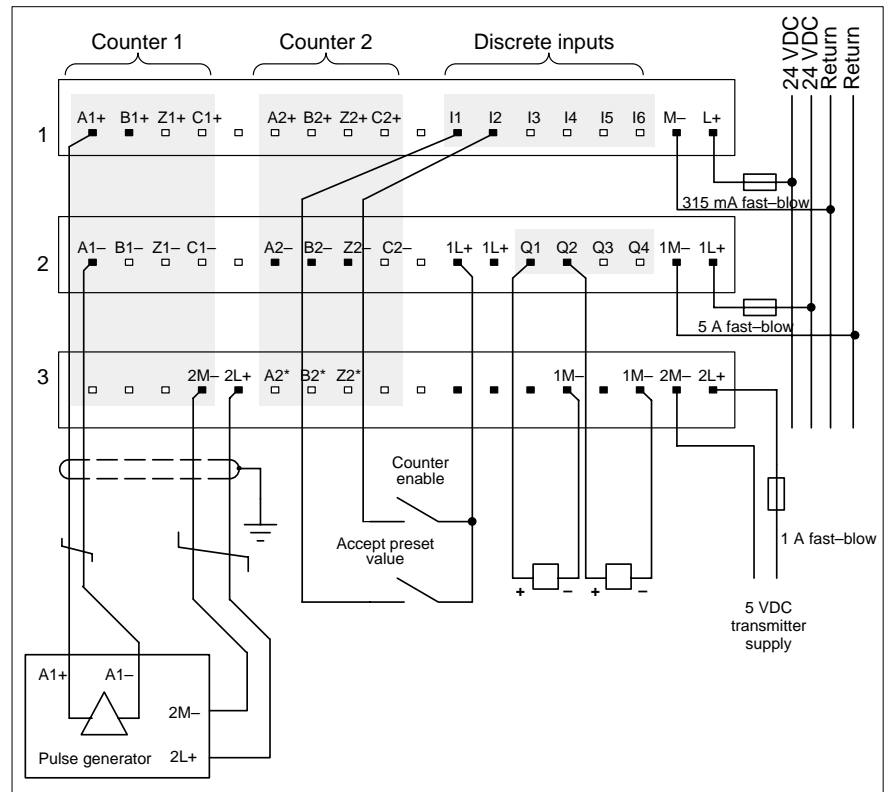 Counter 1 Counter 2 Discrete inputs
24 VDC
24 VDC
Return
Return
1
A1+ B1+ Z1+ C1+ A2+ B2+ Z2+ C2+ I1 I2 I3 I4 I5 I6 M– L+
315 mA fast–blow
2
A1– B1– Z1– C1– A2– B2– Z2– C2– 1L+ 1L+ Q1 Q2 Q3 Q4 1M– 1L+
5 A fast–blow
3
2M– 2L+ A2* B2* Z2* 1M– 1M– 2M– 2L+
Counter
enable
Accept preset
value
1 A fast–blow
+ – + –
5 VDC
transmitter
supply
A1+ A1–
2M–
2L+
Pulse generator